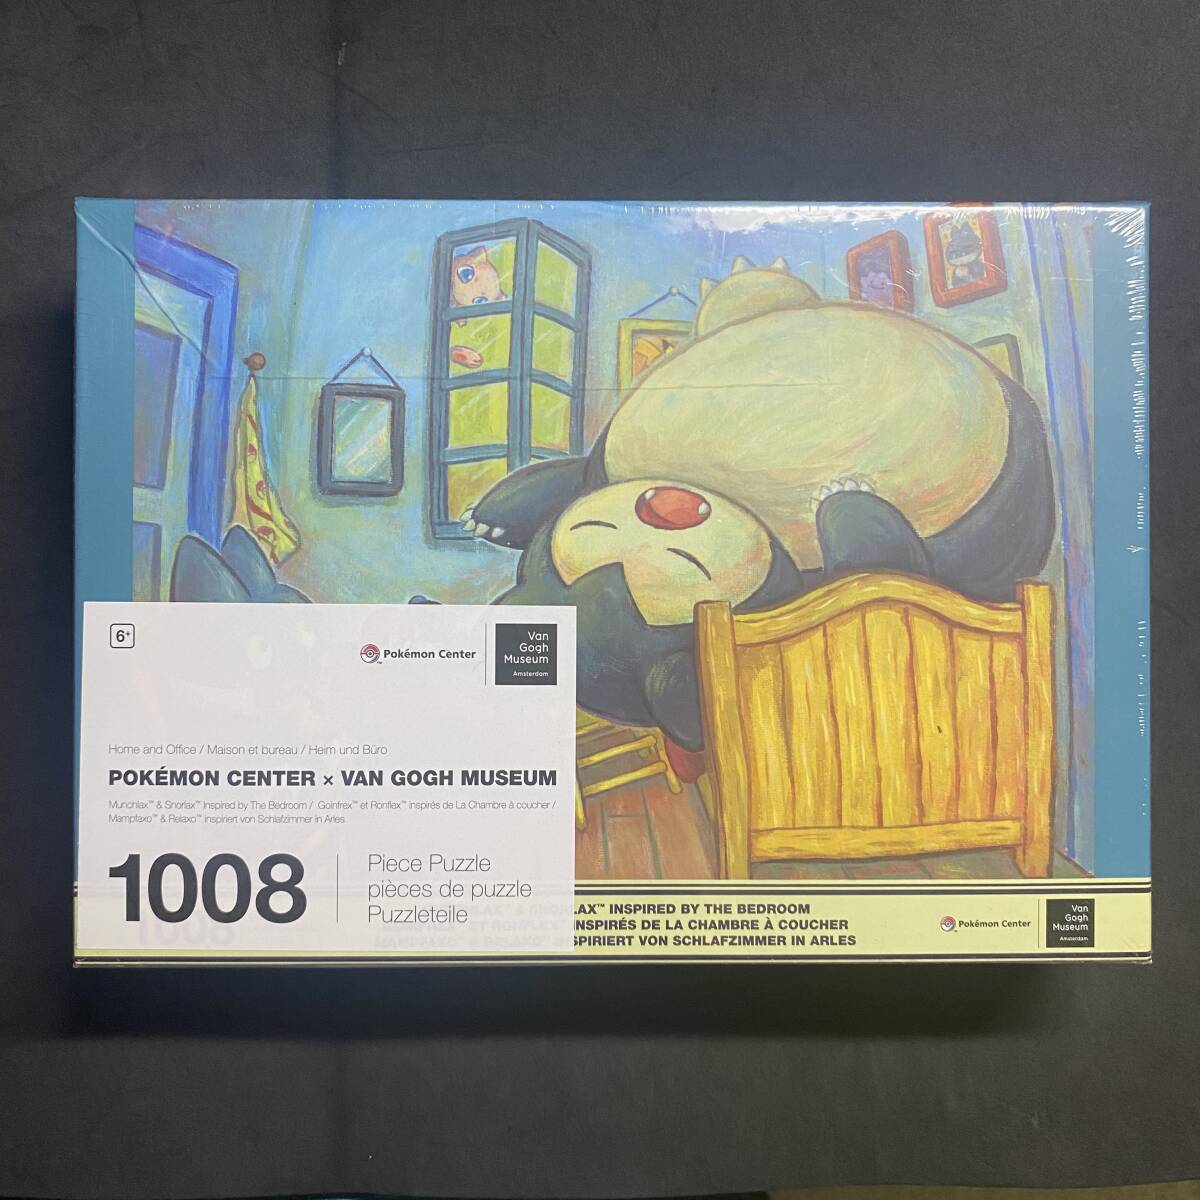 6+
Pokémon Center
Van
Gogh
Museum
Amsterdam
Home and Office / Maison et bureau / Heim und Büro
POKÉMON CENTER × VAN GOGH MUSEUM
Munchlax™ & Snorlax™ Inspired by The Bedroom / Goinfrex™ et Ronflex™ inspirés de La Chambre à coucher /
Mampfaxo™ & Relaxo™ inspiriert von Schlafzimmer in Arles
1008
Piece Puzzle
pièces de puzzle
Puzzleteile
LAX™ INSPIRED BY THE BEDROOM
INSPIRÉS DE LA CHAMBRE À COUCHER
SPIRIERT VON SCHLAFZIMMER IN ARLES
Pokémon Center
Van
Gogh
Museum
Amsterdam